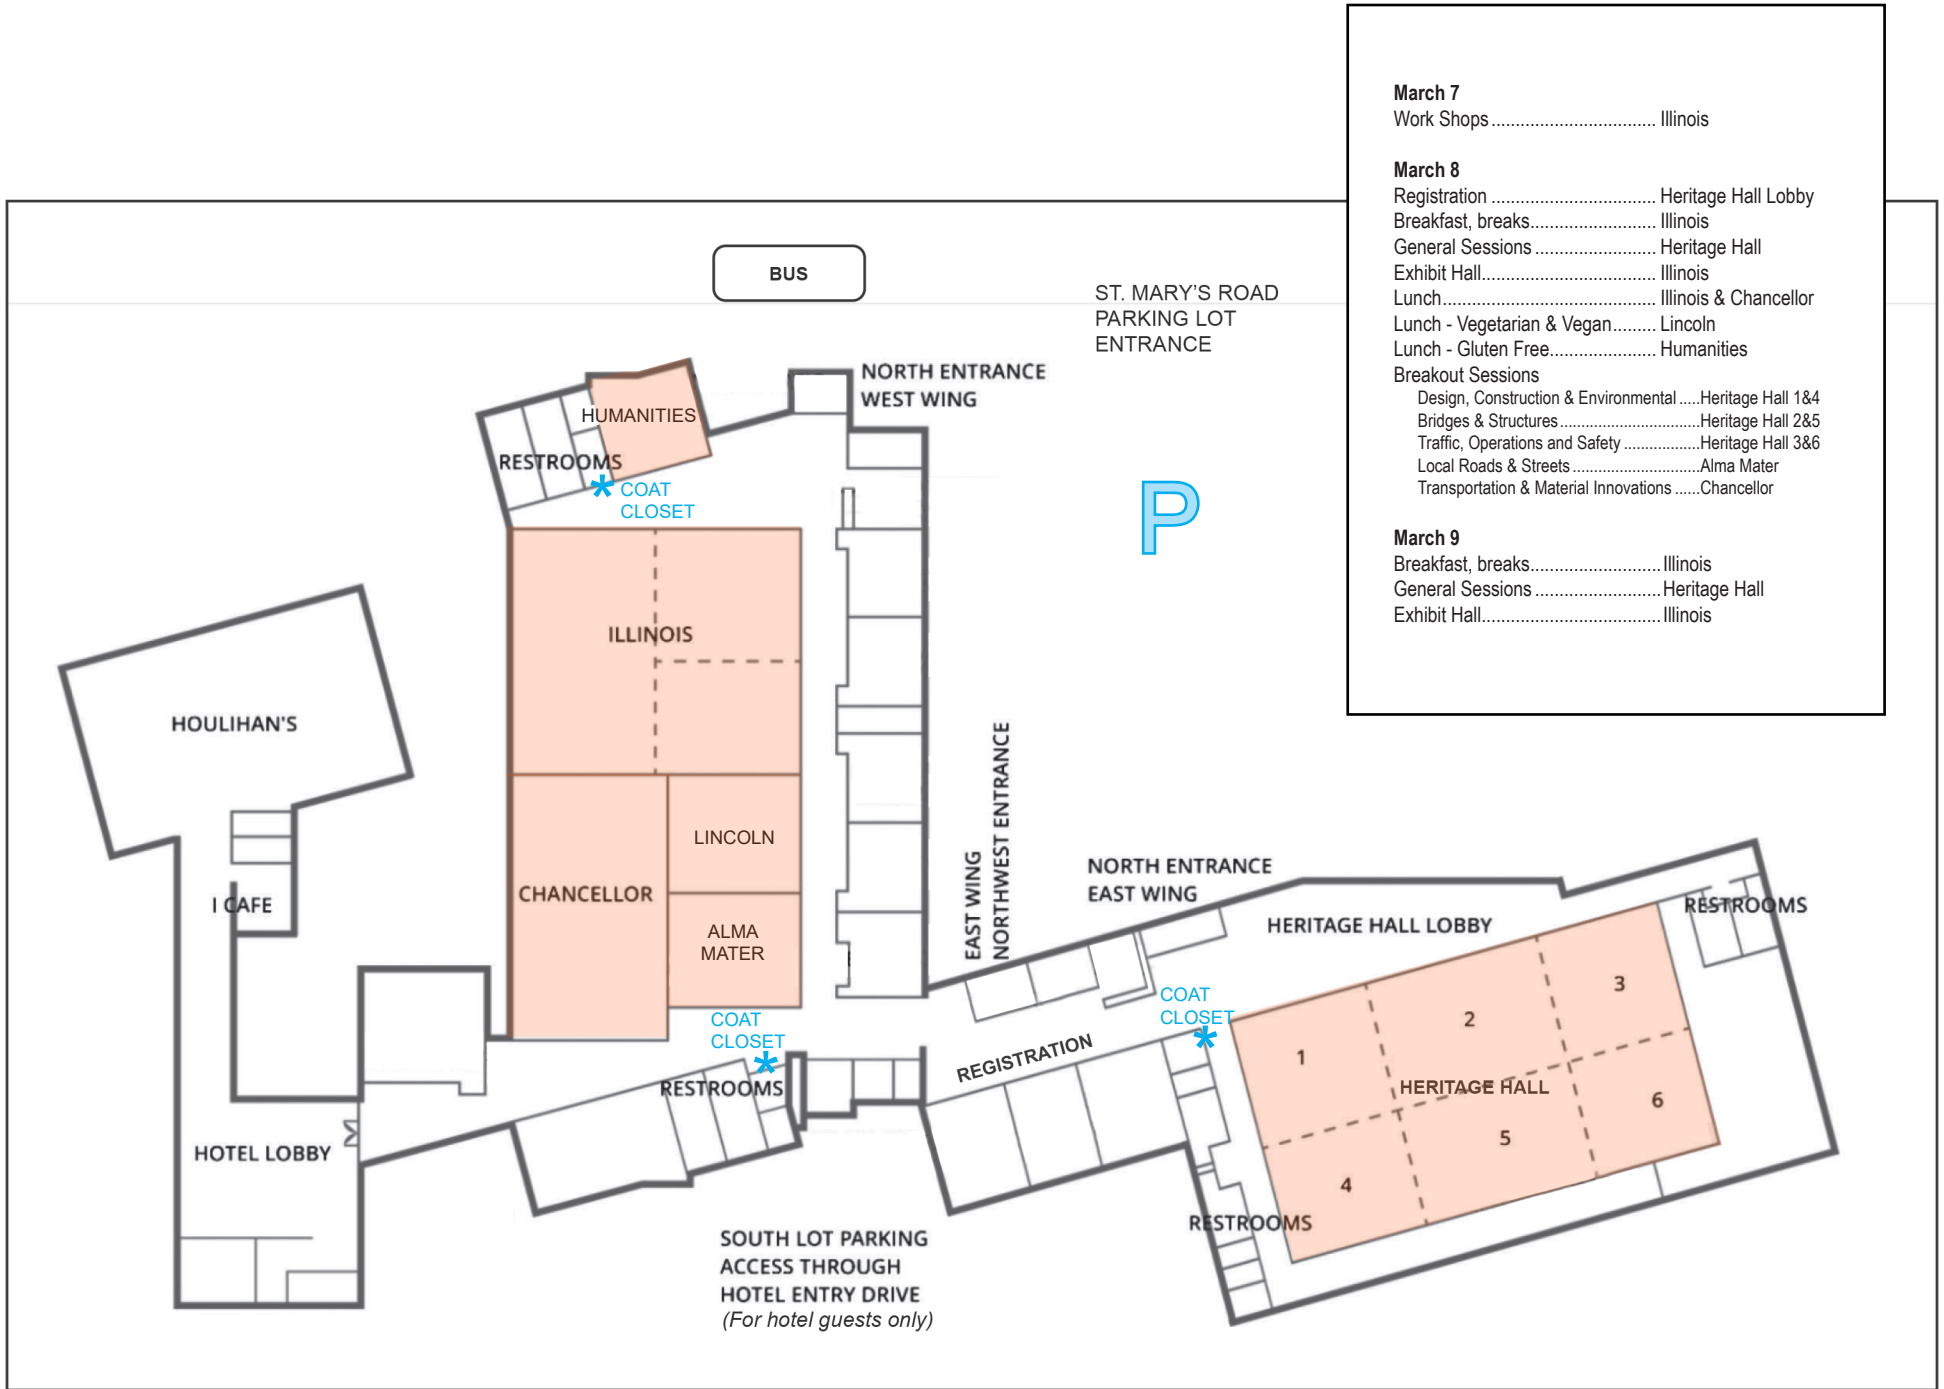 March 7
Work Shops.................................. Illinois
March 8
Registration .................................. Heritage Hall Lobby
Breakfast, breaks.......................... Illinois
General Sessions ......................... Heritage Hall
Exhibit Hall.................................... Illinois
Lunch............................................ Illinois & Chancellor
Lunch - Vegetarian & Vegan......... Lincoln
Lunch - Gluten Free...................... Humanities
Breakout Sessions
Design, Construction & Environmental .....Heritage Hall 1&4
Bridges & Structures................................Heritage Hall 2&5
Traffic, Operations and Safety .................Heritage Hall 3&6
Local Roads & Streets.............................Alma Mater
Transportation & Material Innovations ......Chancellor
March 9
Breakfast, breaks...........................Illinois
General Sessions ..........................Heritage Hall
Exhibit Hall.....................................Illinois
BUS
ST. MARY'S ROAD
PARKING LOT
ENTRANCE
NORTH ENTRANCE
WEST WING
HUMANITIES
RESTROOMS
* COAT
CLOSET
P
ILLINOIS
HOULIHAN'S
LINCOLN
CHANCELLOR
ALMA
MATER
I CAFE
EAST WING
NORTHWEST ENTRANCE
NORTH ENTRANCE
EAST WING
HERITAGE HALL LOBBY
RESTROOMS
COAT
CLOSET
*
COAT
CLOSET
*
RESTROOMS
REGISTRATION
1
2
3
HERITAGE HALL
4
5
6
HOTEL LOBBY
RESTROOMS
SOUTH LOT PARKING
ACCESS THROUGH
HOTEL ENTRY DRIVE
(For hotel guests only)